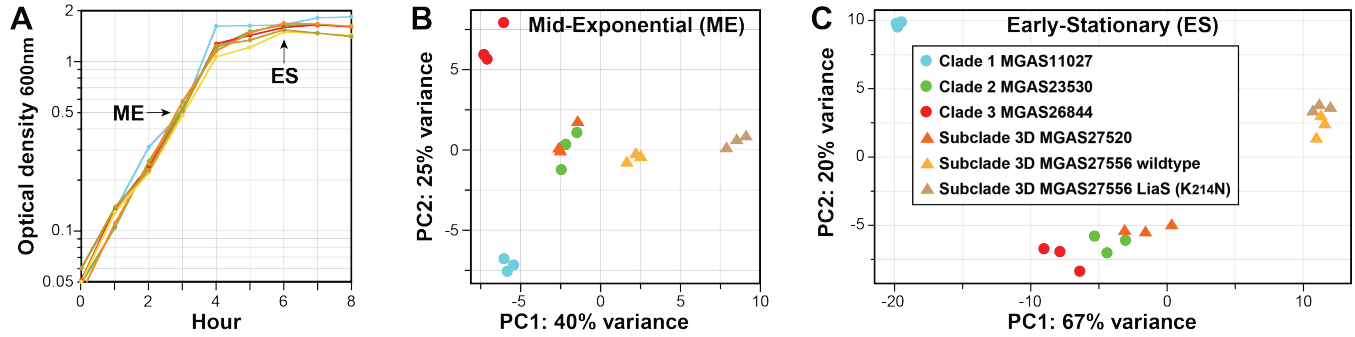 A
Optical density 600nm
2
1
0.5
0.2
0.1
0.05
ME
ES
0
2
4
6
8
Hour
B
Mid-Exponential (ME)
PC2: 25% variance
5
0
-5
-5
0
5
10
PC1: 40% variance
C
Early-Stationary (ES)
PC2: 20% variance
10
5
0
-5
Clade 1 MGAS11027
Clade 2 MGAS23530
Clade 3 MGAS26844
Subclade 3D MGAS27520
Subclade 3D MGAS27556 wildtype
Subclade 3D MGAS27556 LiaS (K214N)
-20
-10
0
10
PC1: 67% variance